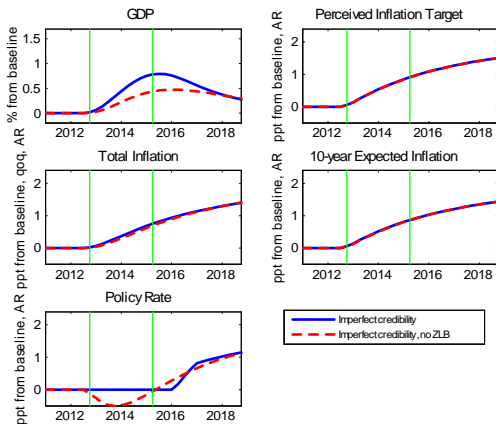 GDP
% from baseline
1.5
1
0.5
0
2012 2014 2016 2018
Perceived Inflation Target
ppt from baseline, AR
2
1
0
2012 2014 2016 2018
Total Inflation
ppt from baseline, qoq, AR
2
1
0
2012 2014 2016 2018
10-year Expected Inflation
ppt from baseline, AR
2
1
0
2012 2014 2016 2018
Policy Rate
ppt from baseline, AR
2
1
0
2012 2014 2016 2018
Imperfect credibility
Imperfect credibility, no ZLB